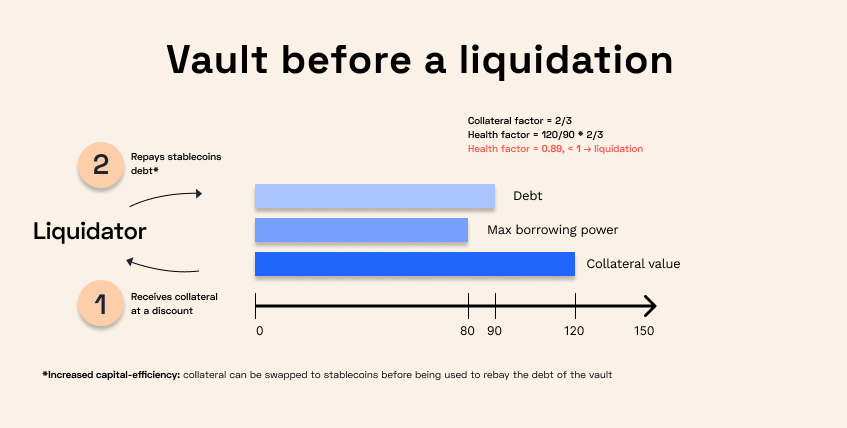 Vault before a liquidation
Collateral factor = 2/3
Health factor = 120/90 * 2/3
Health factor = 0.89, < 1 → liquidation
2
Repays stablecoins
debt*
Debt
Liquidator
Max borrowing power
Collateral value
1
Receives collateral
at a discount
0 80 90 120 150
*Increased capital-efficiency: collateral can be swapped to stablecoins before being used to rebay the debt of the vault